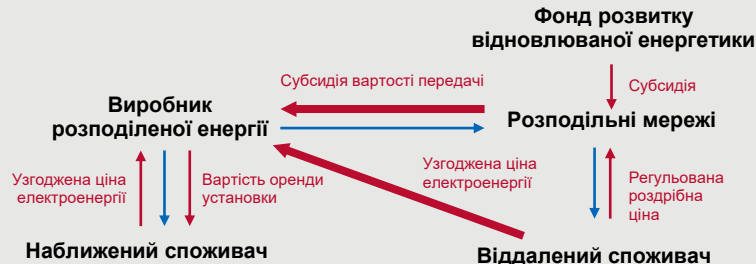 Фонд розвитку
відновлюваної енергетики
Субсидія вартості передачі
Субсидія
Виробник
розподіленої енергії
Розподільні мережі
Узгоджена ціна
електроенергії
Вартість оренди
установки
Узгоджена ціна
електроенергії
Регульована
роздрібна
ціна
Наближений споживач
Віддалений споживач